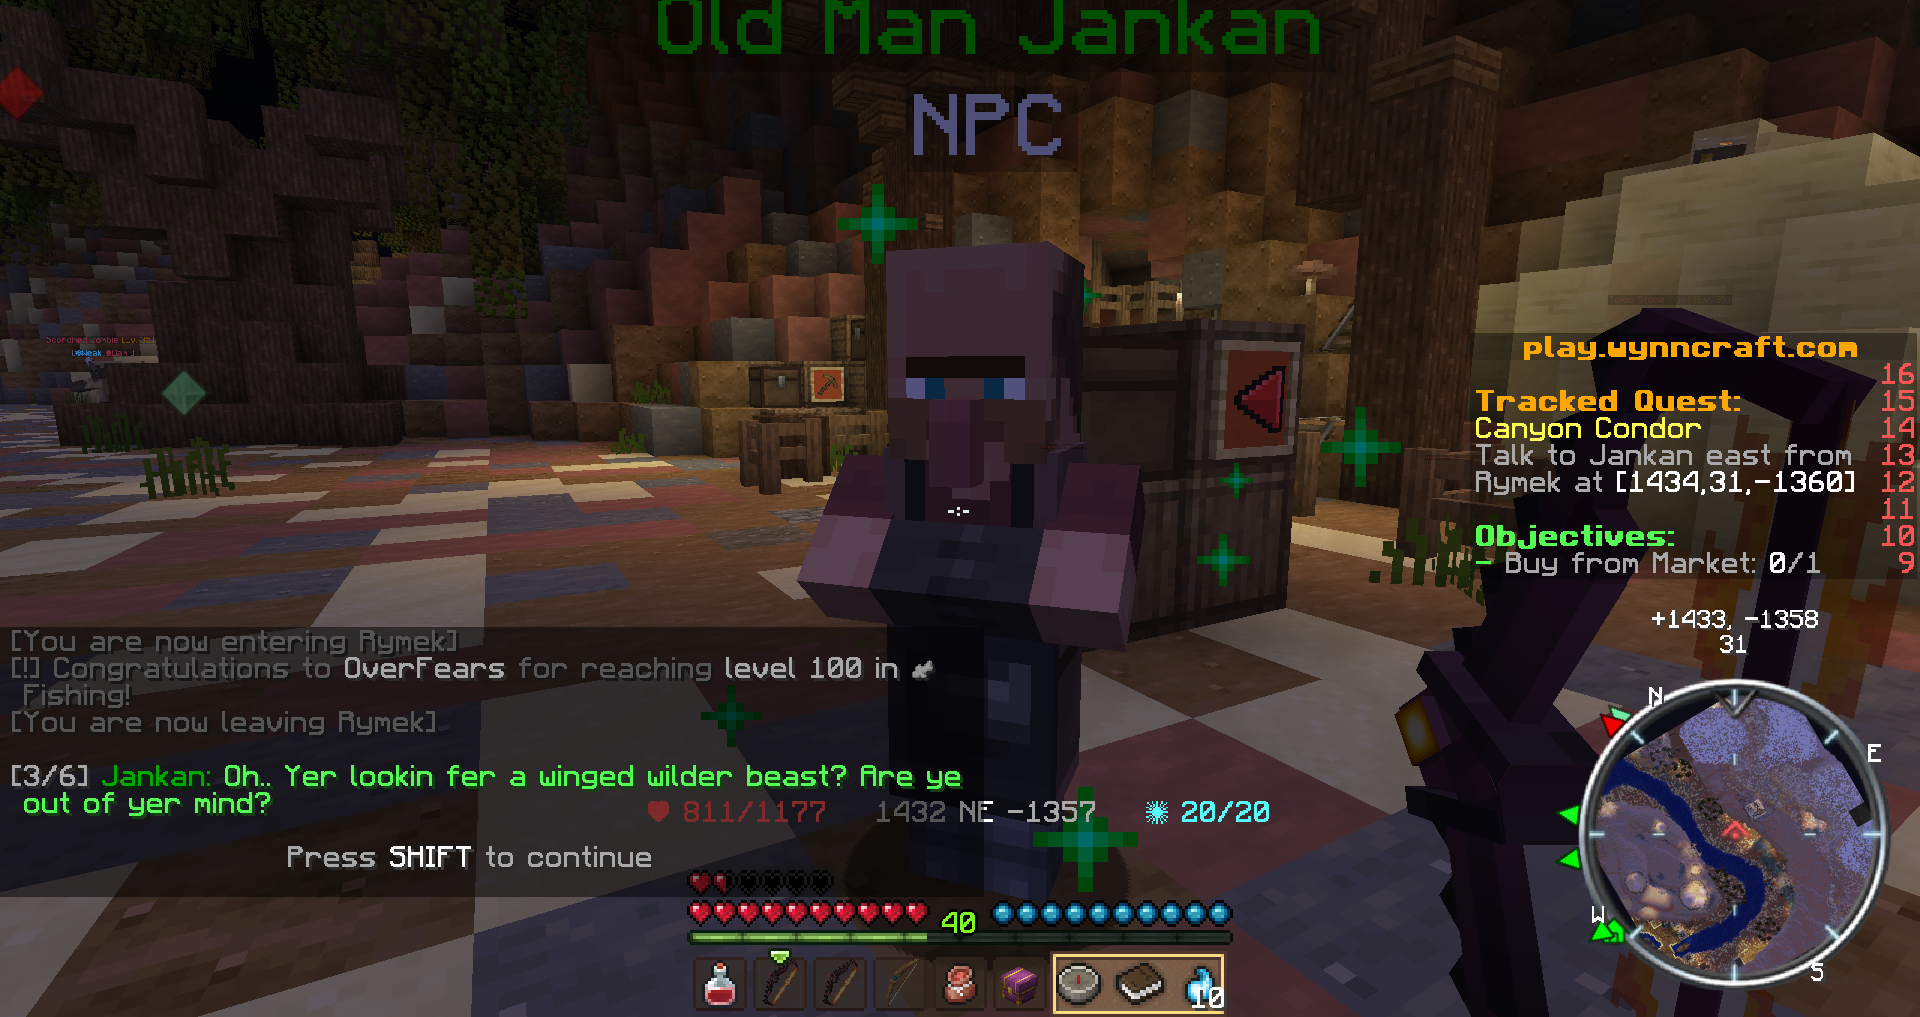 Old Man Jankan
NPC
play.wynncraft.com
16
Tracked Quest:
15
Canyon Condor
14
Talk to Jankan east from
13
Rymek at [1434,31,-1360]
12
11
Objectives:
10
- Buy from Market: 0/1
9
+1433, -1358
31
N
E
W
S
[You are now entering Rymek]
[!] Congratulations to OverFears for reaching level 100 in
Fishing!
[You are now leaving Rymek]
[3/6] Jankan: Oh.. Yer lookin fer a winged wilder beast? Are ye
out of yer mind?
811/1177
1432 NE -1357
20/20
Press SHIFT to continue
40
10